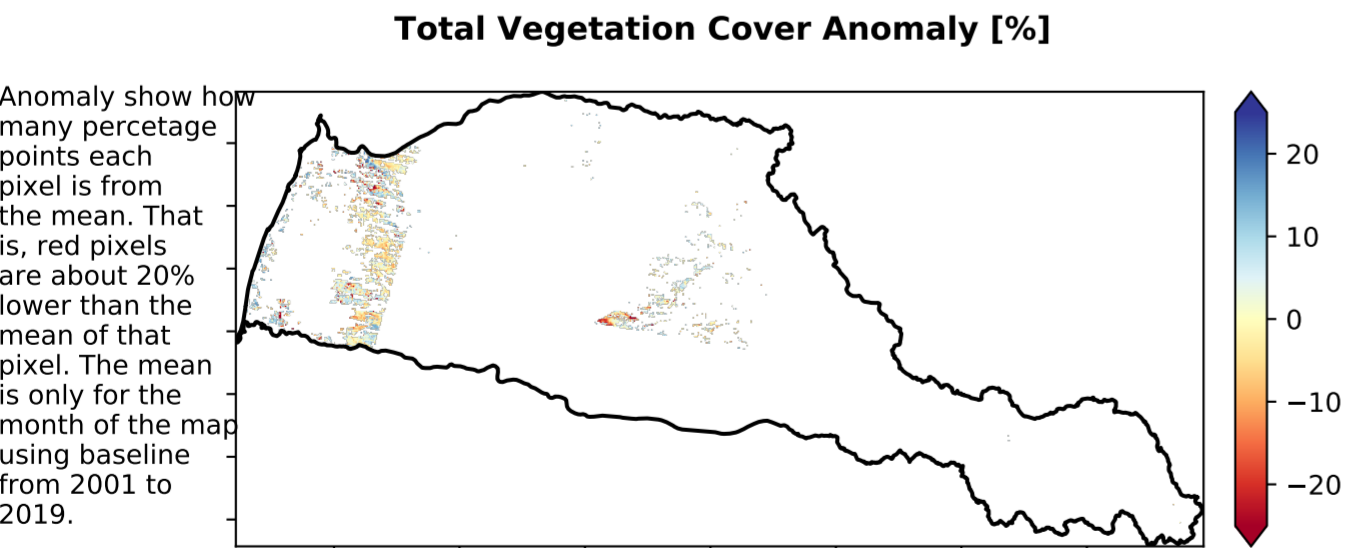 Total Vegetation Cover Anomaly [%]
Anomaly show how
many percetage
points each
pixel is from
the mean. That
is, red pixels
are about 20%
lower than the
mean of that
pixel. The mean
is only for the
month of the map
using baseline
from 2001 to
2019.
20
10
0
−10
−20